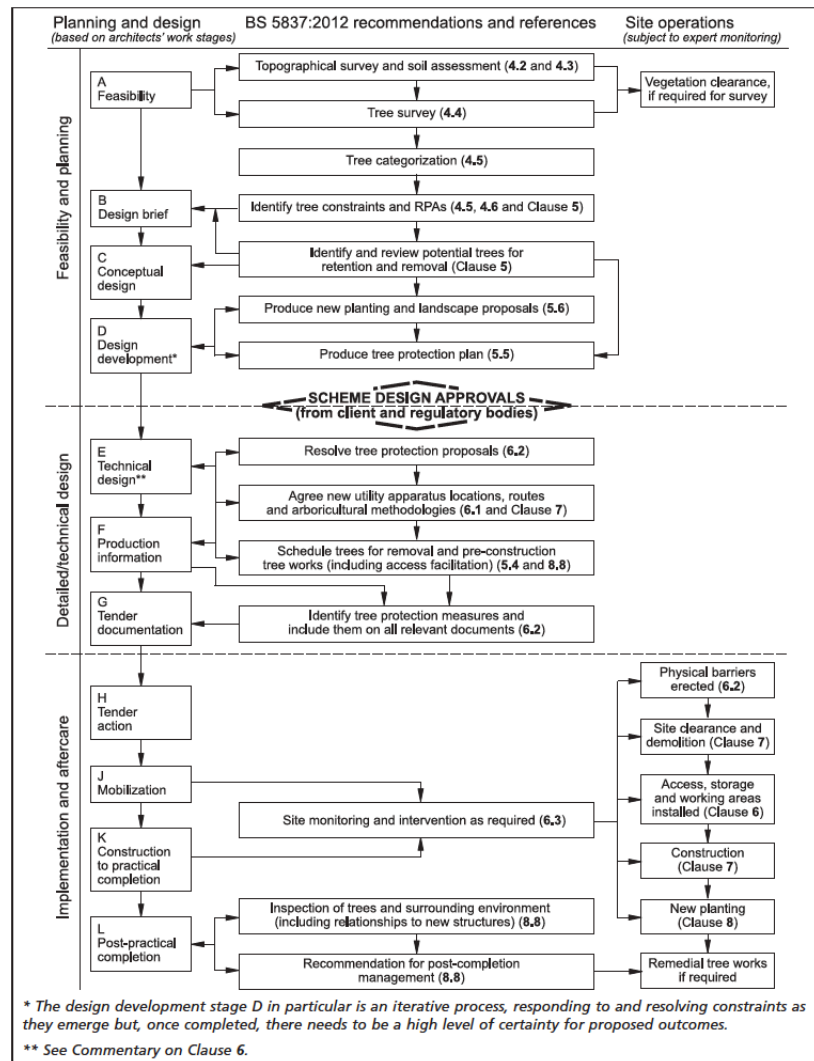 Planning and design
(based on architects' work stages)
BS 5837:2012 recommendations and references
Site operations
(subject to expert monitoring)
Feasibility and planning
A
Feasibility
Topographical survey and soil assessment (4.2 and 4.3)
Tree survey (4.4)
Vegetation clearance,
if required for survey
Tree categorization (4.5)
B
Design brief
Identify tree constraints and RPAs (4.5, 4.6 and Clause 5)
C
Conceptual
design
Identify and review potential trees for
retention and removal (Clause 5)
D
Design
development*
Produce new planting and landscape proposals (5.6)
Produce tree protection plan (5.5)
SCHEME DESIGN APPROVALS
(from client and regulatory bodies)
Detailed/technical design
E
Technical
design**
Resolve tree protection proposals (6.2)
Agree new utility apparatus locations, routes
and arboricultural methodologies (6.1 and Clause 7)
F
Production
information
Schedule trees for removal and pre-construction
tree works (including access facilitation) (5.4 and 8.8)
G
Tender
documentation
Identify tree protection measures and
include them on all relevant documents (6.2)
Implementation and aftercare
H
Tender
action
J
Mobilization
K
Construction
to practical
completion
L
Post-practical
completion
Site monitoring and intervention as required (6.3)
Inspection of trees and surrounding environment
(including relationships to new structures) (8.8)
Recommendation for post-completion
management (8.8)
Physical barriers
erected (6.2)
Site clearance and
demolition (Clause 7)
Access, storage
and working areas
installed (Clause 6)
Construction
(Clause 7)
New planting
(Clause 8)
Remedial tree works
if required
* The design development stage D in particular is an iterative process, responding to and resolving constraints as
they emerge but, once completed, there needs to be a high level of certainty for proposed outcomes.
** See Commentary on Clause 6.